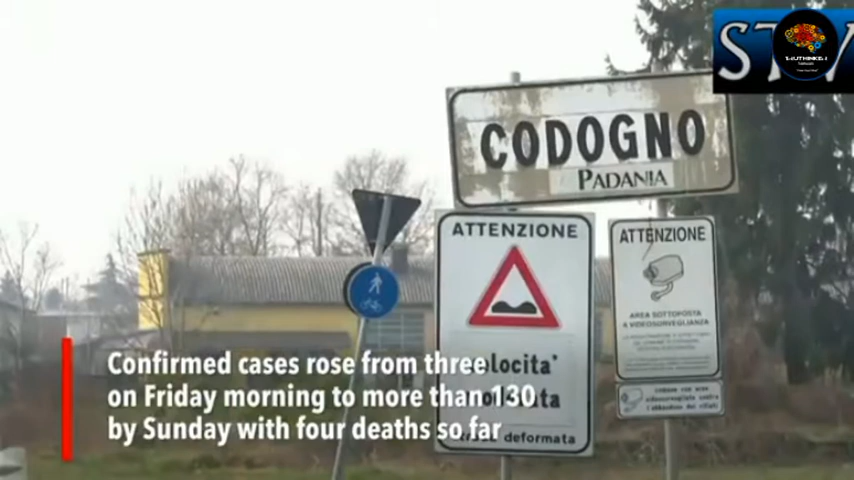 STV
CODOGNO
PADANIA
ATTENZIONE
ATTENZIONE
AREA SOTTOPOSTA
A VIDEOSORVEGLIANZA
deformata
Confirmed cases rose from three
on Friday morning to more than 130
by Sunday with four deaths so far